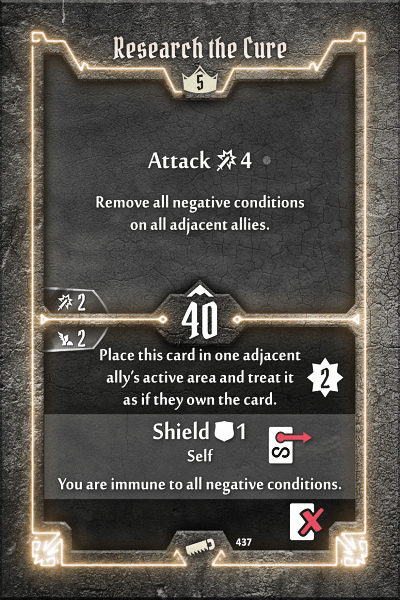 Research the Cure
5
Attack 4
Remove all negative conditions
on all adjacent allies.
2
40
2
Place this card in one adjacent
ally's active area and treat it
as if they own the card.
2
Shield 1
Self
S
You are immune to all negative conditions.
437